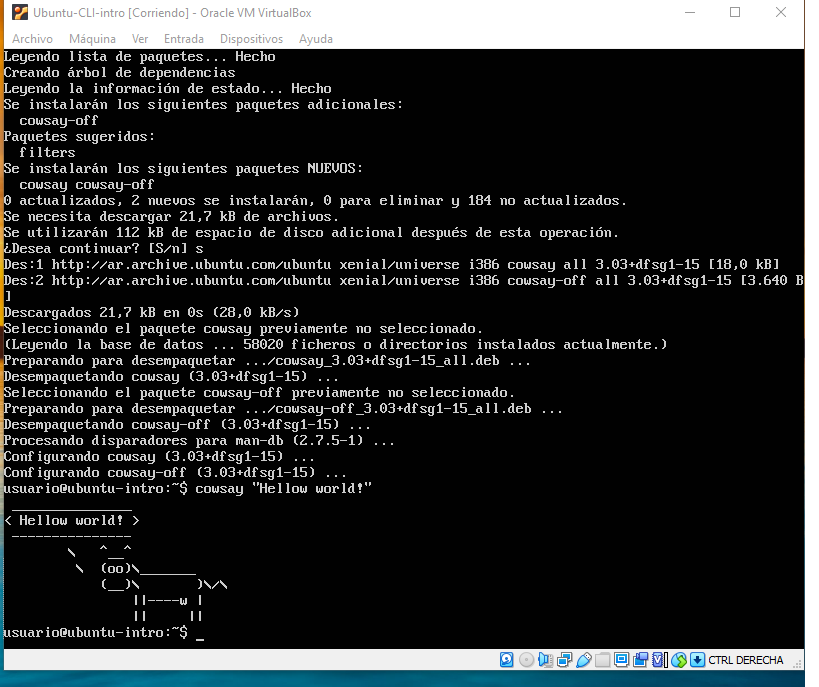 Ubuntu-CLI-intro [Corriendo] - Oracle VM VirtualBox
Archivo Máquina Ver Entrada Dispositivos Ayuda
Leyendo lista de paquetes... Hecho
Creando árbol de dependencias
Leyendo la información de estado... Hecho
Se instalarán los siguientes paquetes adicionales:
  cowsay-off
Paquetes sugeridos:
  filters
Se instalarán los siguientes paquetes NUEVOS:
  cowsay cowsay-off
0 actualizados, 2 nuevos se instalarán, 0 para eliminar y 184 no actualizados.
Se necesita descargar 21,7 kB de archivos.
Se utilizarán 112 kB de espacio de disco adicional después de esta operación.
¿Desea continuar? [S/n] s
Des:1 http://ar.archive.ubuntu.com/ubuntu xenial/universe i386 cowsay all 3.03+dfsg1-15 [18,0 kB]
Des:2 http://ar.archive.ubuntu.com/ubuntu xenial/universe i386 cowsay-off all 3.03+dfsg1-15 [3.640 B
]
Descargados 21,7 kB en 0s (28,0 kB/s)
Seleccionando el paquete cowsay previamente no seleccionado.
(Leyendo la base de datos ... 58020 ficheros o directorios instalados actualmente.)
Preparando para desempaquetar .../cowsay_3.03+dfsg1-15_all.deb ...
Desempaquetando cowsay (3.03+dfsg1-15) ...
Seleccionando el paquete cowsay-off previamente no seleccionado.
Preparando para desempaquetar .../cowsay-off_3.03+dfsg1-15_all.deb ...
Desempaquetando cowsay-off (3.03+dfsg1-15) ...
Procesando disparadores para man-db (2.7.5-1) ...
Configurando cowsay (3.03+dfsg1-15) ...
Configurando cowsay-off (3.03+dfsg1-15) ...
usuario@ubuntu-intro:~$ cowsay "Hellow world!"
 _______________
< Hellow world! >
 ---------------
        \   ^__^
         \  (oo)\_______
            (__)\       )\/\
                ||----w |
                ||     ||
usuario@ubuntu-intro:~$ _
CTRL DERECHA